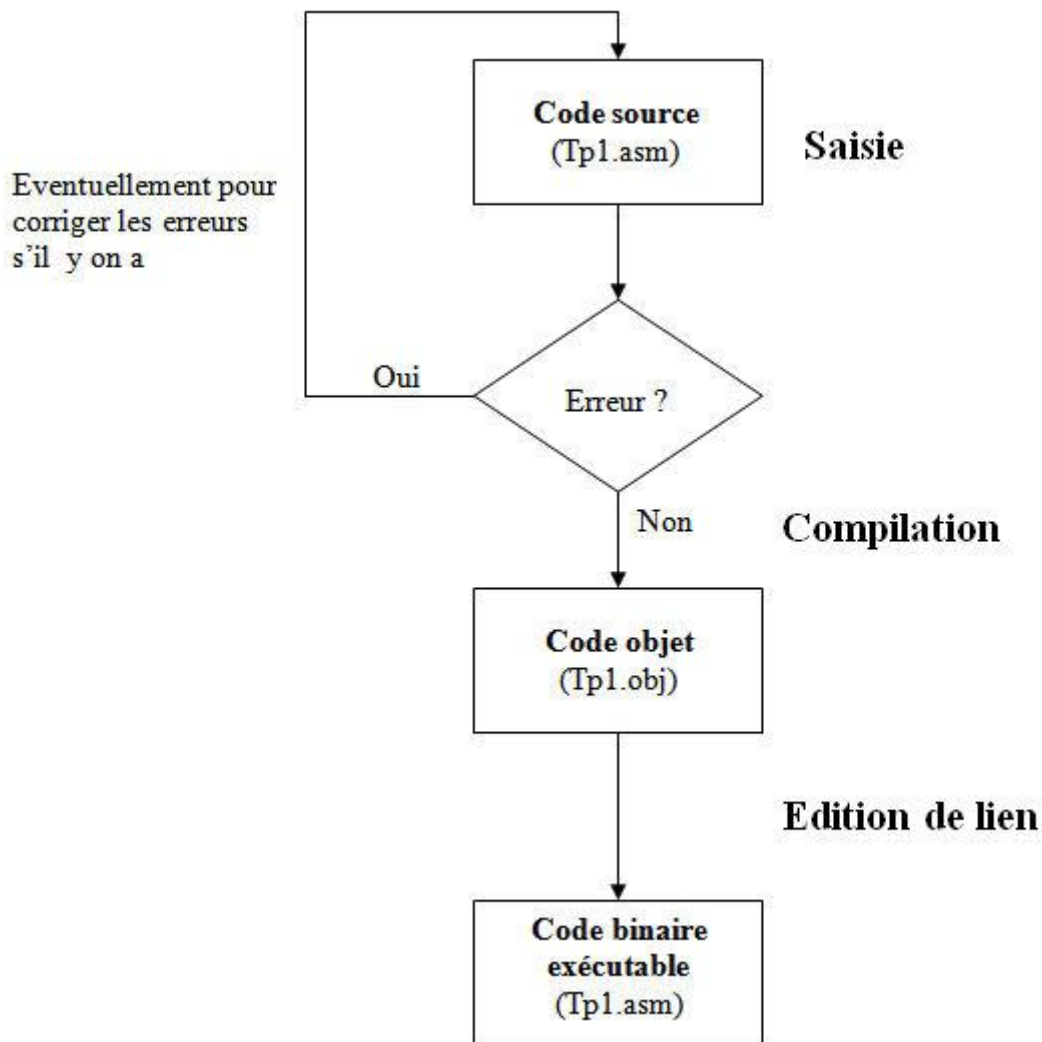 Code source
(Tp1.asm)
Saisie
Eventuellement pour
corriger les erreurs
s'il y on a
Oui
Erreur ?
Non
Compilation
Code objet
(Tp1.obj)
Edition de lien
Code binaire
exécutable
(Tp1.asm)